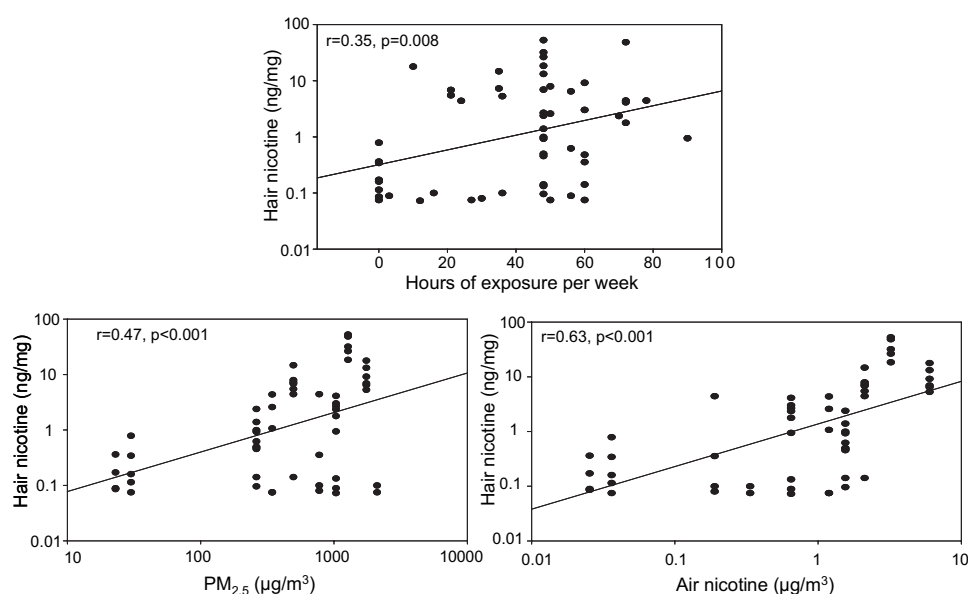 r=0.35, p=0.008
Hair nicotine (ng/mg)
100
10
1
0.1
0.01
0 20 40 60 80 100
Hours of exposure per week
r=0.47, p<0.001
Hair nicotine (ng/mg)
100
10
1
0.1
0.01
10 100 1000 10000
PM2.5 (µg/m³)
r=0.63, p<0.001
Hair nicotine (ng/mg)
100
10
1
0.1
0.01
0.01 0.1 1 10
Air nicotine (µg/m³)